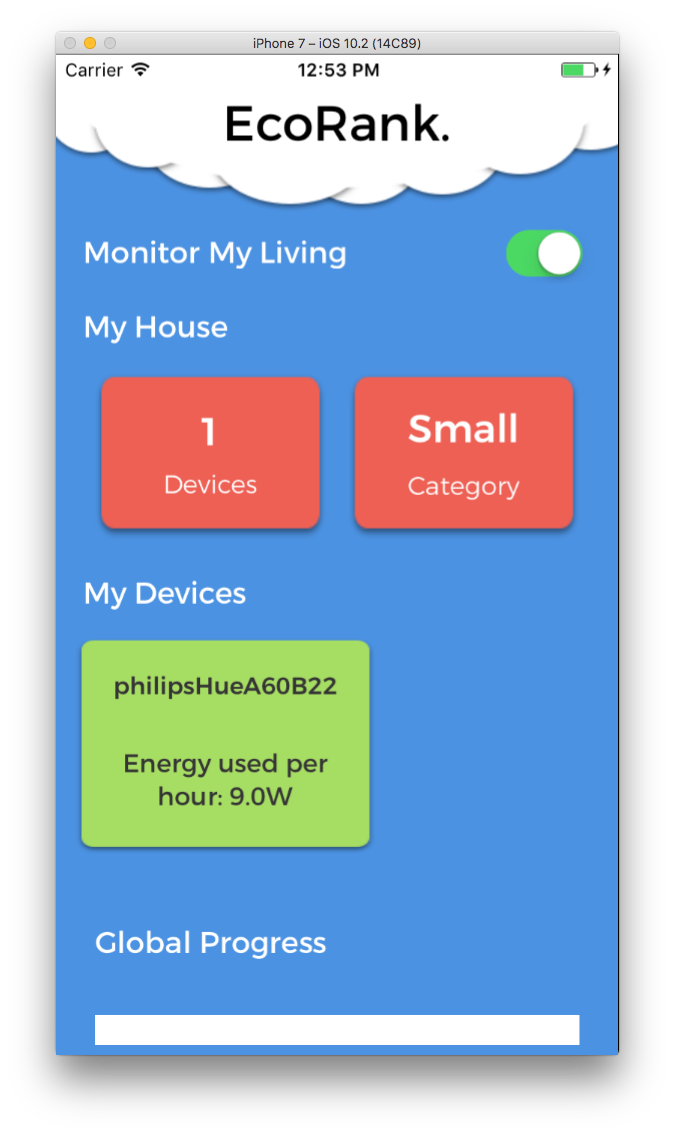 iPhone 7 – iOS 10.2 (14C89)
Carrier 12:53 PM
EcoRank.
Monitor My Living
My House
1 Small
Devices Category
My Devices
philipsHueA60B22
Energy used per
hour: 9.0W
Global Progress